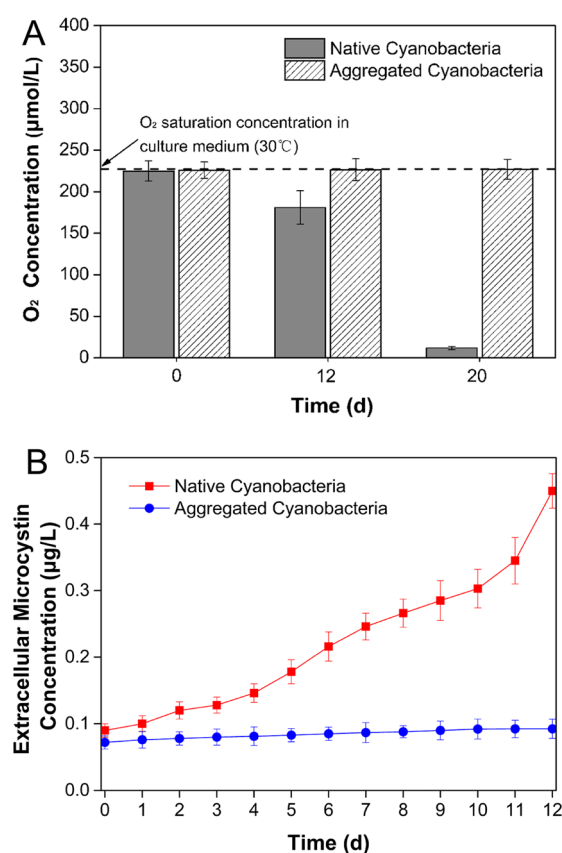 A
400
350
300
250
200
150
100
50
0
O₂ Concentration (μmol/L)
Native Cyanobacteria
Aggregated Cyanobacteria
O₂ saturation concentration in
culture medium (30℃)
0 12 20
Time (d)
B
0.5
0.4
0.3
0.2
0.1
0.0
Extracellular Microcystin
Concentration (μg/L)
Native Cyanobacteria
Aggregated Cyanobacteria
0 1 2 3 4 5 6 7 8 9 10 11 12
Time (d)